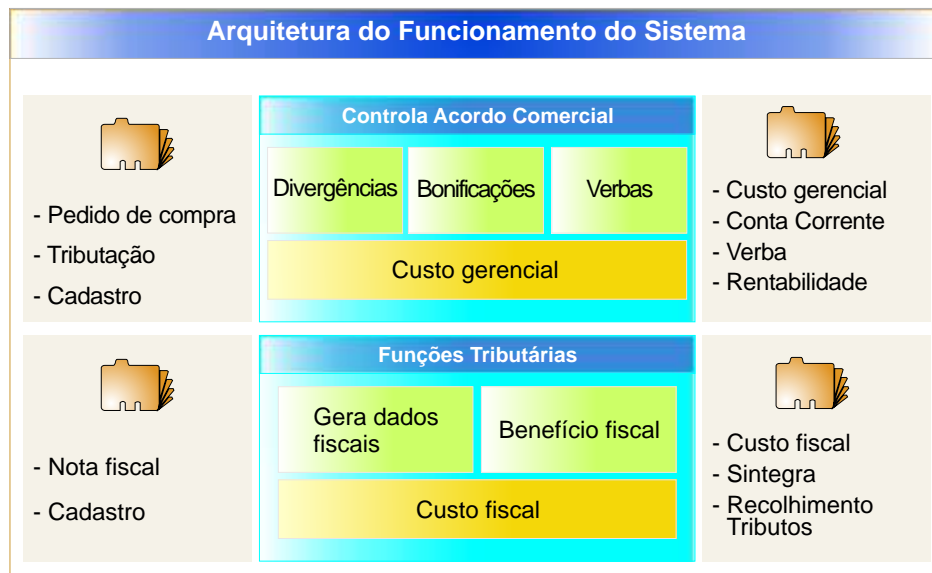 Arquitetura do Funcionamento do Sistema
- Pedido de compra
- Tributação
- Cadastro
Controla Acordo Comercial
Divergências
Bonificações
Verbas
Custo gerencial
- Custo gerencial
- Conta Corrente
- Verba
- Rentabilidade
- Nota fiscal
- Cadastro
Funções Tributárias
Gera dados
fiscais
Benefício fiscal
Custo fiscal
- Custo fiscal
- Sintegra
- Recolhimento
Tributos